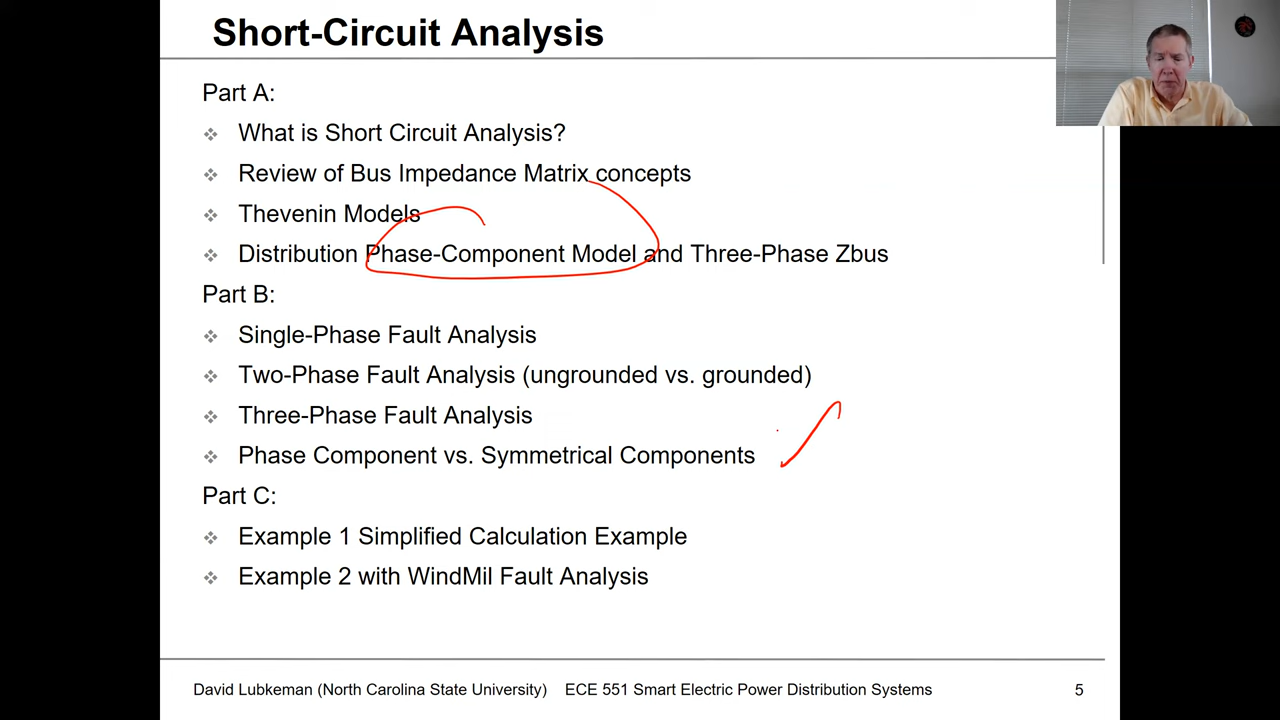 Short-Circuit Analysis
Part A:
❖ What is Short Circuit Analysis?
❖ Review of Bus Impedance Matrix concepts
❖ Thevenin Models
❖ Distribution Phase-Component Model and Three-Phase Zbus
Part B:
❖ Single-Phase Fault Analysis
❖ Two-Phase Fault Analysis (ungrounded vs. grounded)
❖ Three-Phase Fault Analysis
❖ Phase Component vs. Symmetrical Components
Part C:
❖ Example 1 Simplified Calculation Example
❖ Example 2 with WindMil Fault Analysis
David Lubkeman (North Carolina State University) ECE 551 Smart Electric Power Distribution Systems 5